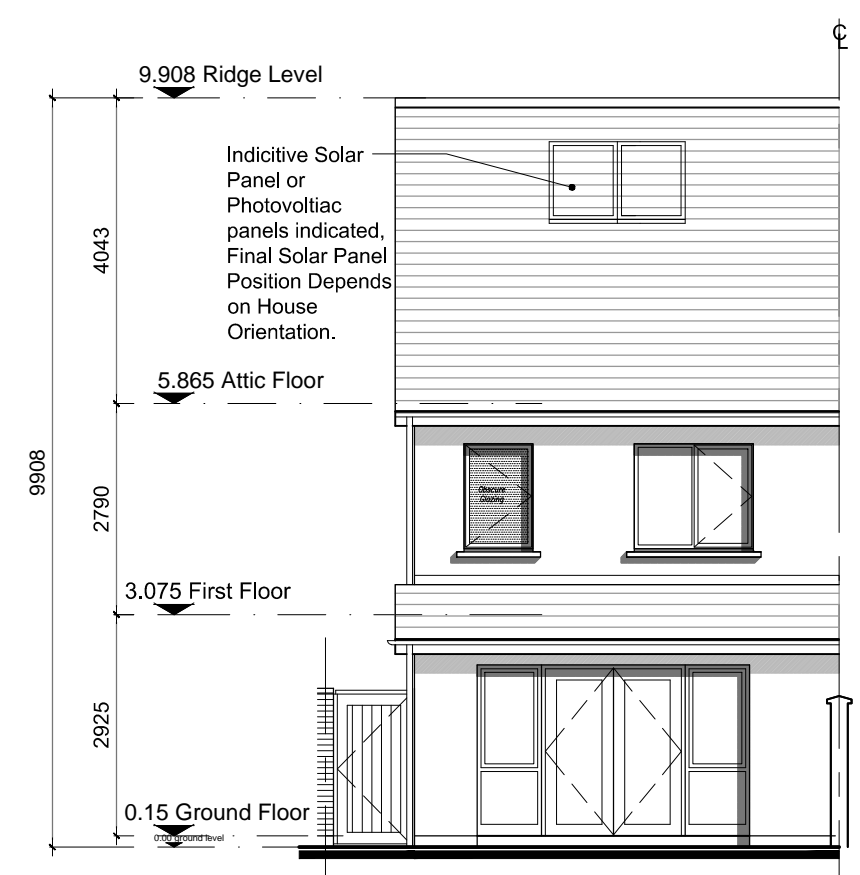 ℄
9.908 Ridge Level
Indicitive Solar
Panel or
Photovoltiac
panels indicated,
Final Solar Panel
Position Depends
on House
Orientation.
4043
5.865 Attic Floor
9908
2790
Obscure
Glazing
3.075 First Floor
2925
0.15 Ground Floor
0.00 ground level